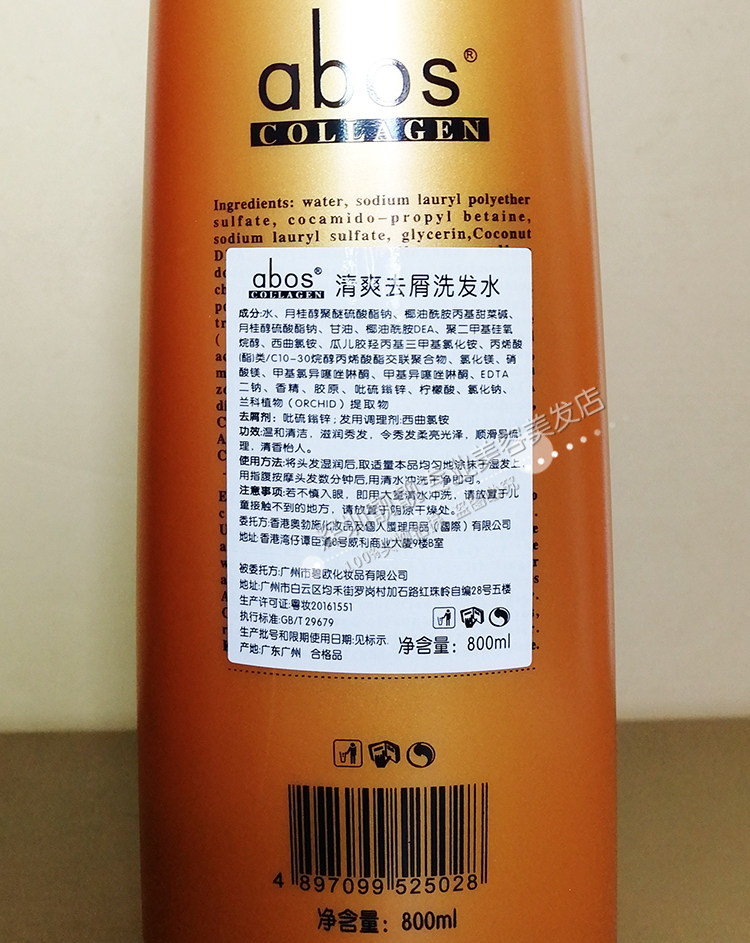 abos®
COLLAGEN
Ingredients: water, sodium lauryl polyether
sulfate, cocamido-propyl betaine,
sodium lauryl sulfate, glycerin,Coconut
abos®
COLLAGEN
清爽去屑洗发水
成分:水、月桂醇聚醚硫酸酯钠、椰油酰胺丙基甜菜碱、
月桂醇硫酸酯钠、甘油、椰油酰胺DEA、聚二甲基硅氧
烷醇、西曲氯铵、瓜儿胶羟丙基三甲基氯化铵、丙烯酸
(酯)类/C10-30烷醇丙烯酸酯交联聚合物、氯化镁、硝
酸镁、甲基氯异噻唑啉酮、甲基异噻唑啉酮、EDTA
二钠、香精、胶原、吡硫鎓锌、柠檬酸、氯化钠、
兰科植物(ORCHID)提取物
去屑剂:吡硫鎓锌;发用调理剂:西曲氯铵
功效:温和清洁,滋润秀发,令秀发柔亮光泽,顺滑易梳
理,清香怡人。
使用方法:将头发湿润后,取适量本品均匀地涂抹于湿发上,
用指腹按摩头发数分钟后,用清水冲洗干净即可。
注意事项:若不慎入眼,即用大量清水冲洗,请放置于儿
童接触不到的地方,请放置于阴凉干燥处。
委托方:香港奥勃施化妆品及個人護理用品(國際)有限公司
地址:香港湾仔谭臣道8号威利商业大厦9楼B室
被委托方:广州市碧欧化妆品有限公司
地址:广州市白云区均禾街罗岗村加石路红珠岭自编28号五楼
生产许可证:粤妆20161551
执行标准:GB/T 29679
生产批号和限期使用日期:见标示.
产地:广东广州 合格品
净含量:800ml
4 897099 525028
净含量:800ml